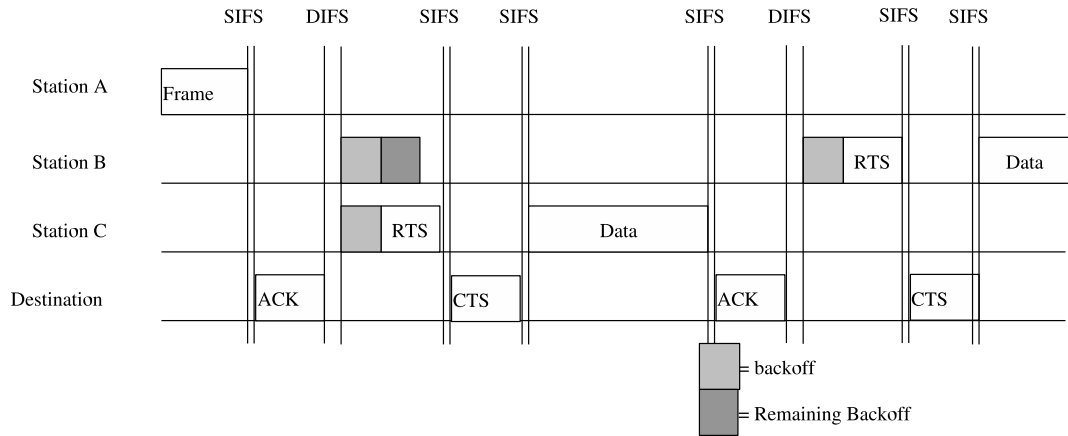 SIFS DIFS SIFS SIFS SIFS DIFS SIFS SIFS
Station A
Frame
Station B
RTS
Data
Station C
RTS
Data
Destination
ACK
CTS
ACK
CTS
= backoff
= Remaining Backoff